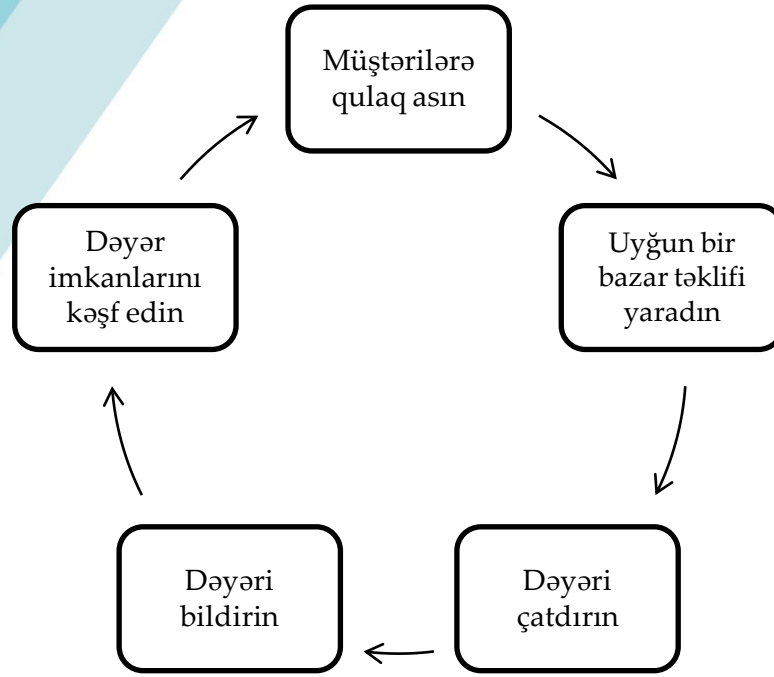 Müştərilərə
qulaq asın
Uyğun bir
bazar təklifi
yaradın
Dəyəri
çatdırın
Dəyəri
bildirin
Dəyər
imkanlarını
kəşf edin